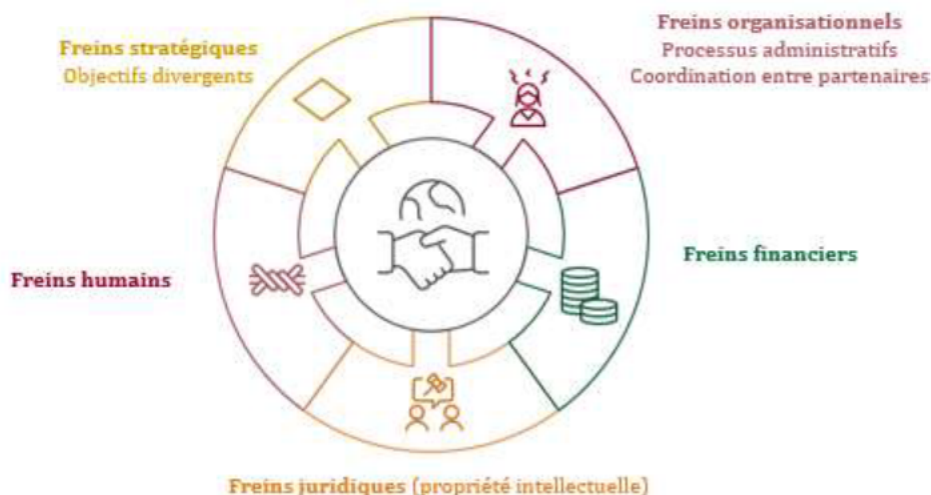 Freins stratégiques
Objectifs divergents
Freins organisationnels
Processus administratifs
Coordination entre partenaires
Freins humains
Freins financiers
Freins juridiques (propriété intellectuelle)